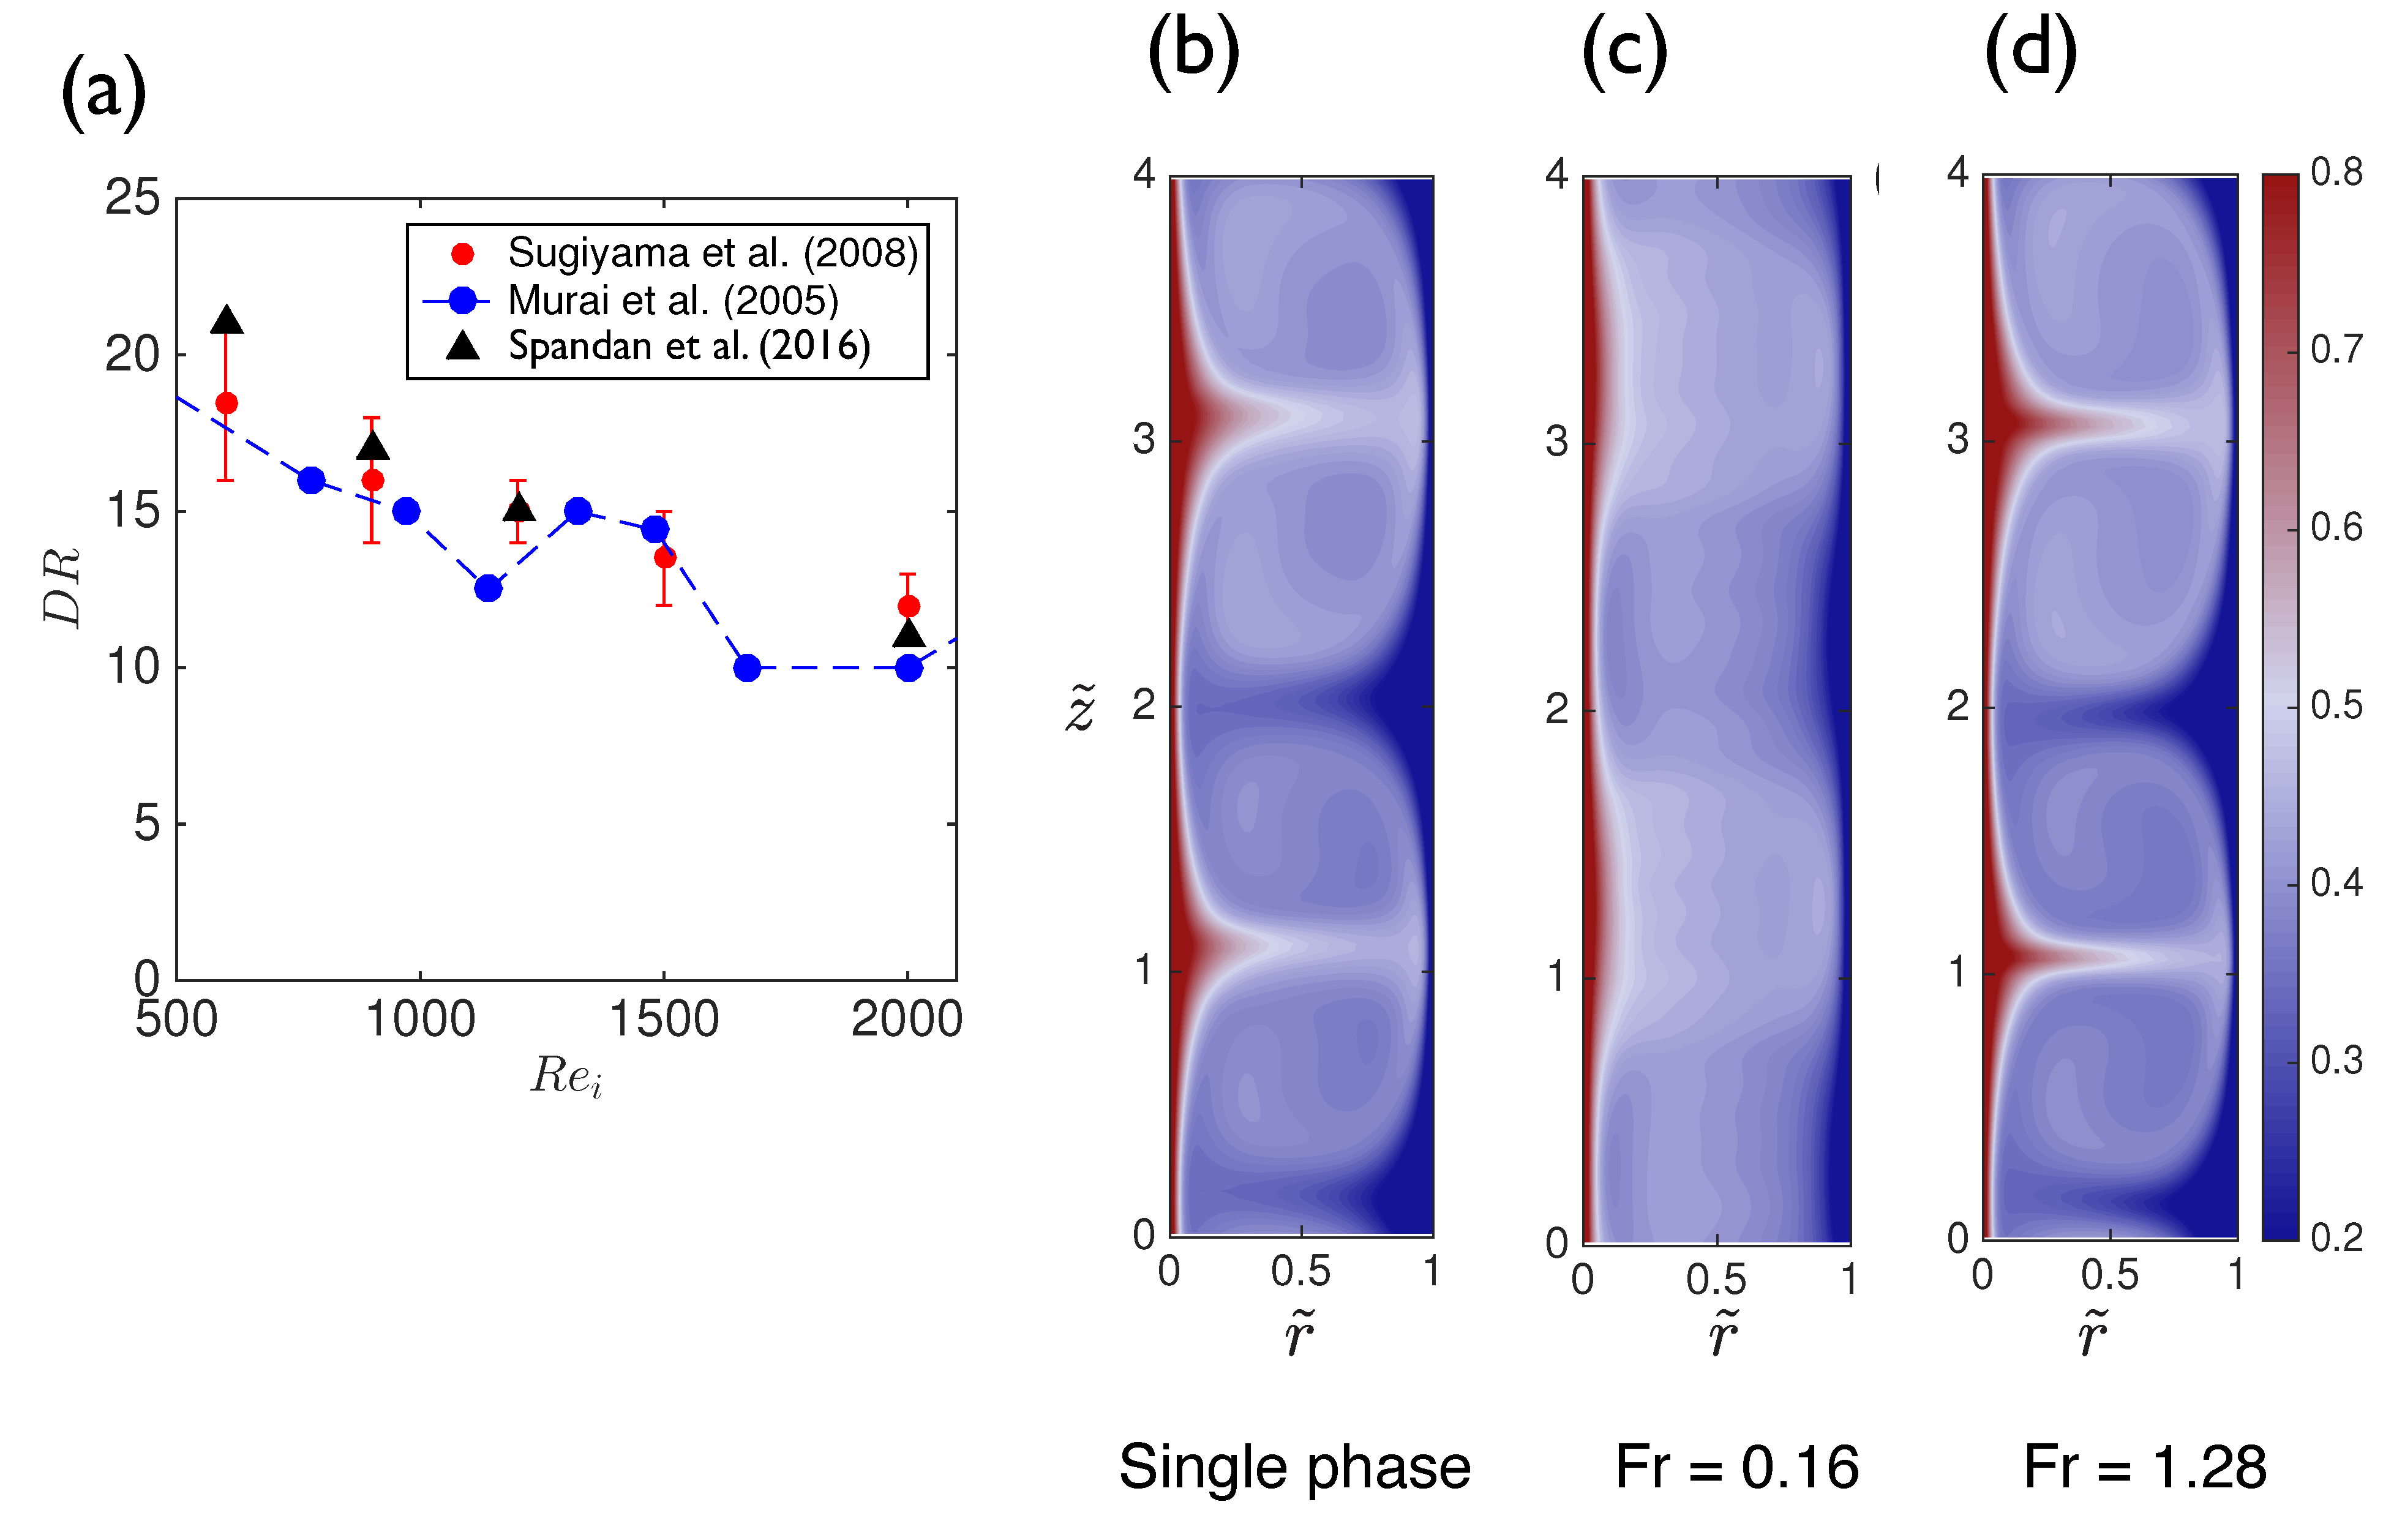 (a)
25
20
15
10
5
0
500 1000 1500 2000
DR
Re_i
Sugiyama et al. (2008)
Murai et al. (2005)
Spandan et al. (2016)
(b)
4
3
2
1
0
0 0.5 1
z̃
r̃
Single phase
(c)
4
3
2
1
0
0 0.5 1
r̃
Fr = 0.16
(d)
4
3
2
1
0
0 0.5 1
r̃
Fr = 1.28
0.8
0.7
0.6
0.5
0.4
0.3
0.2